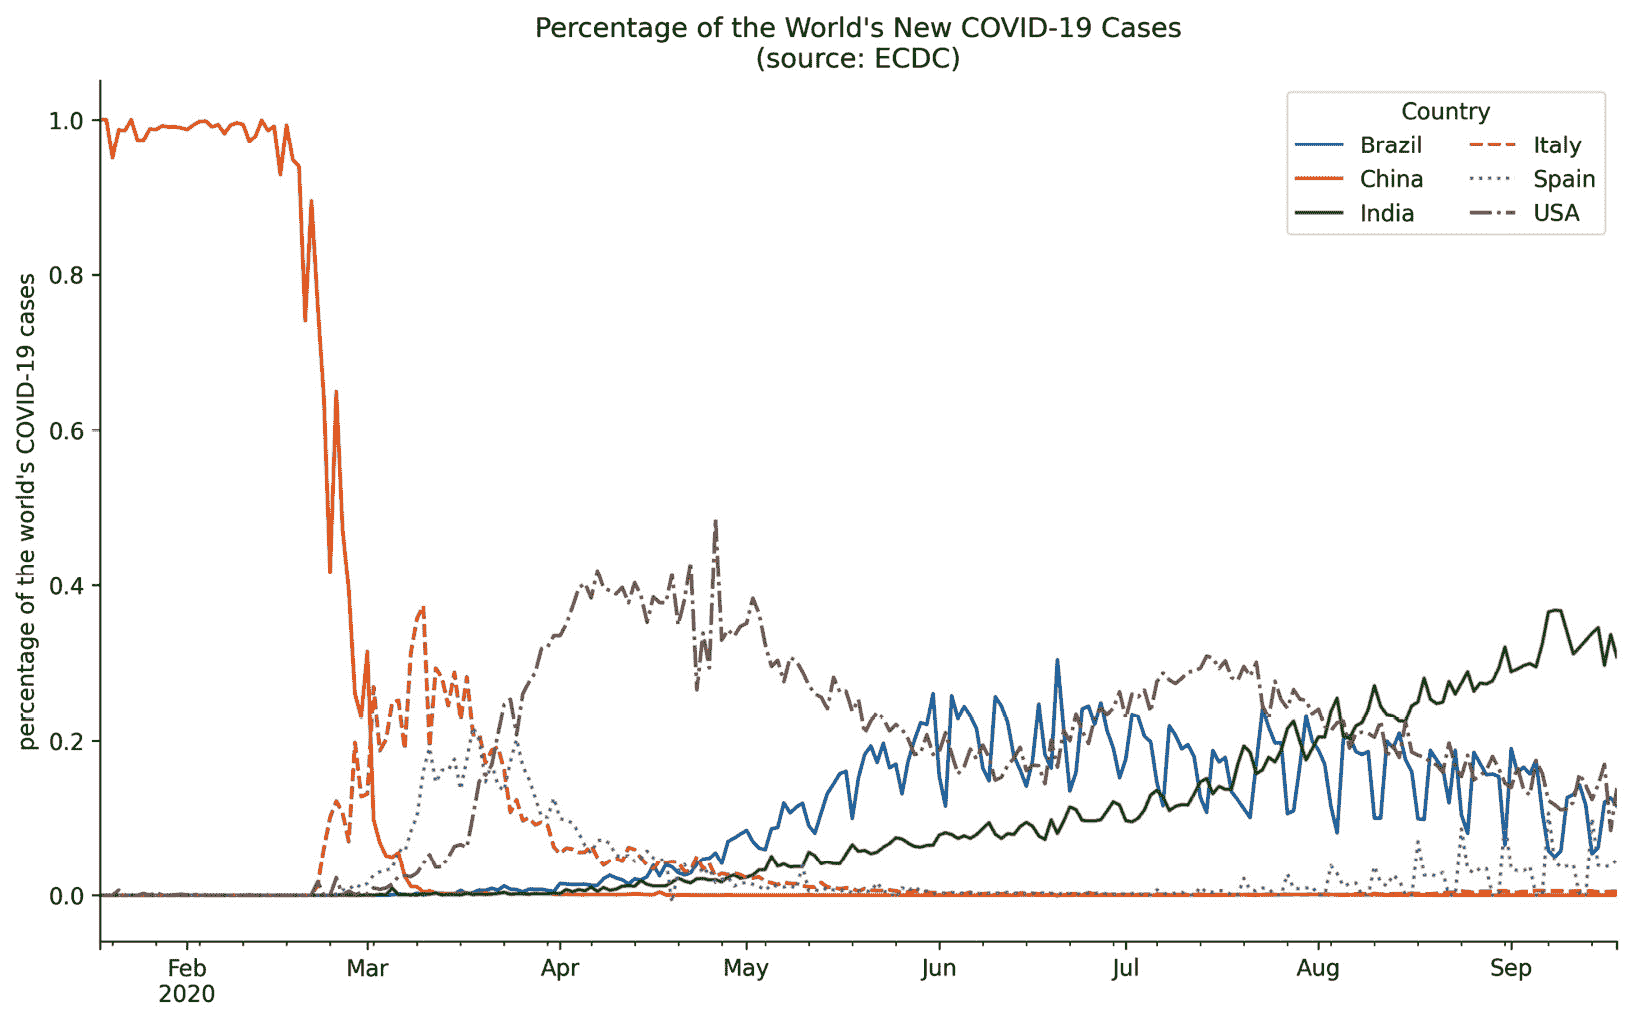 Percentage of the World's New COVID-19 Cases
(source: ECDC)
percentage of the world's COVID-19 cases
1.0
0.8
0.6
0.4
0.2
0.0
Country
Brazil
China
India
Italy
Spain
USA
Feb
2020
Mar
Apr
May
Jun
Jul
Aug
Sep